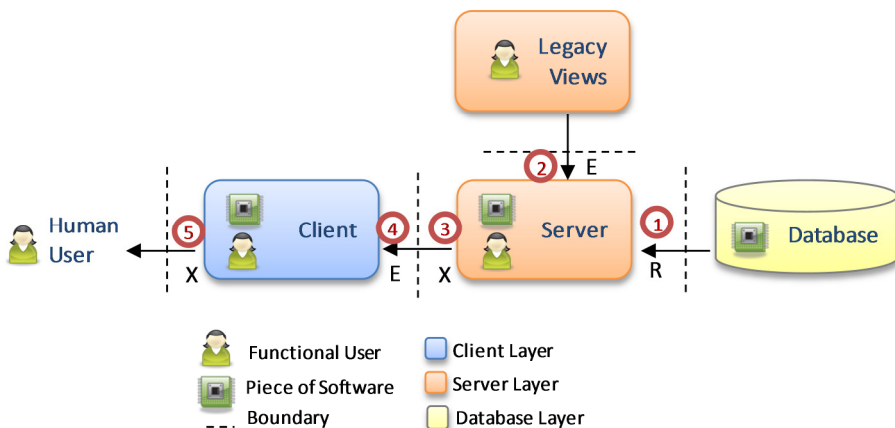 Legacy
Views
2
E
Human
User
5
X
Client
4
E
3
X
Server
1
R
Database
Functional User
Client Layer
Piece of Software
Server Layer
Boundary
Database Layer